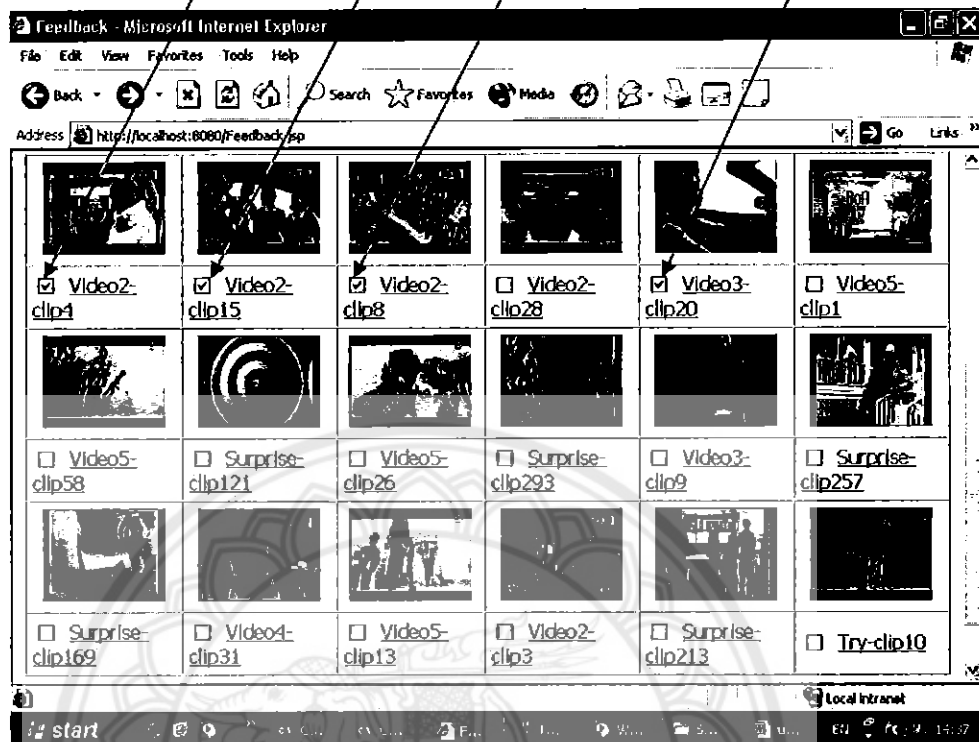 Feedback - Microsoft Internet Explorer
File Edit View Favorites Tools Help
Back Search Favorites Media
Address http://localhost:8080/Feedback.jsp Go Links »
Video2-clip4
Video2-clip15
Video2-clip8
Video2-clip28
Video3-clip20
Video5-clip1
Video5-clip58
Surprise-clip121
Video5-clip26
Surprise-clip293
Video3-clip9
Surprise-clip257
Surprise-clip169
Video4-clip31
Video5-clip13
Video2-clip3
Surprise-clip213
Try-clip10
Local intranet
start EN 14:37